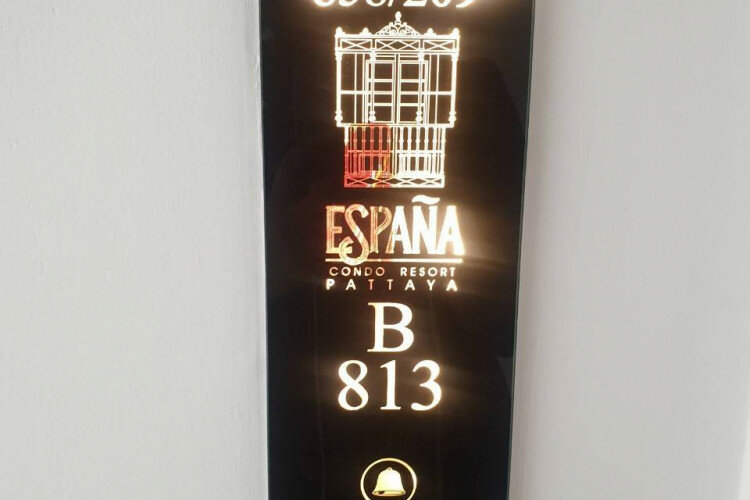 ESPAÑA
CONDO RESORT
PATTAYA
B
813